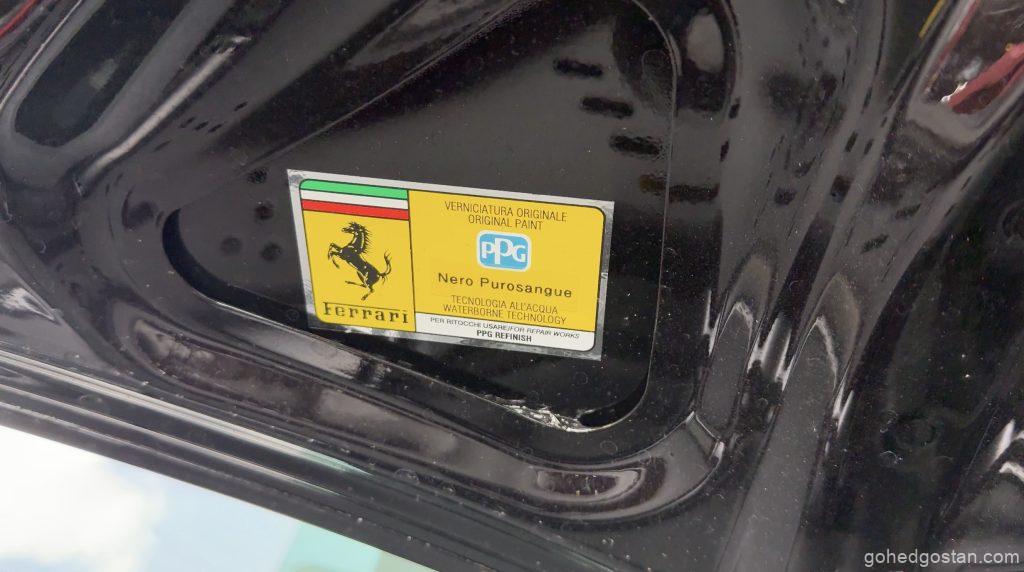 VERNICIATURA ORIGINALE
ORIGINAL PAINT
PPG
Nero Purosangue
TECNOLOGIA ALL'ACQUA
WATERBORNE TECHNOLOGY
Ferrari
PER RITOCCHI USARE/FOR REPAIR WORKS
PPG REFINISH
gohedgostan.com